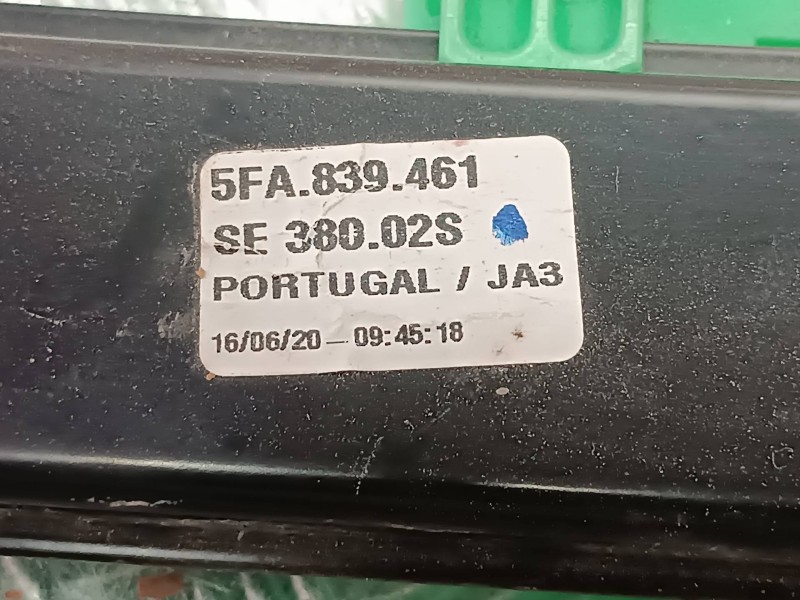 5FA.839.461
SE 380.02S
PORTUGAL / JA3
16/06/20 — 09:45:18